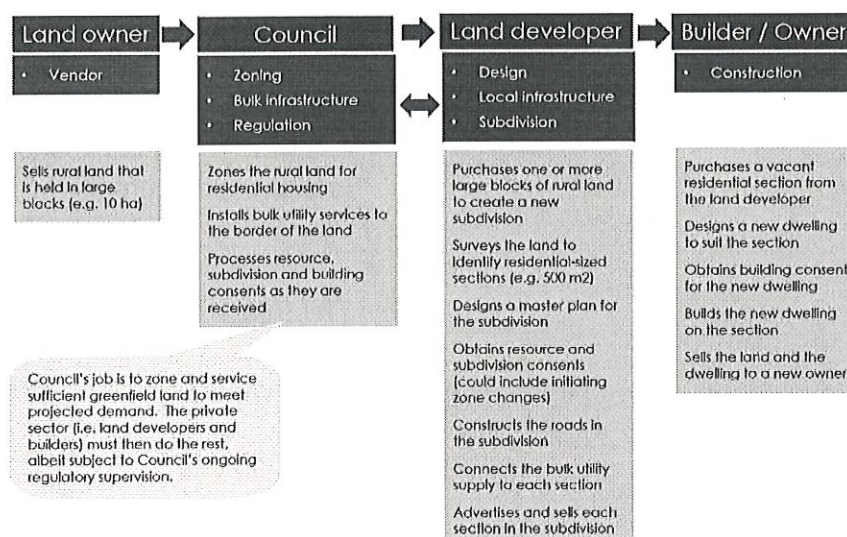 Land owner
• Vendor
Sells rural land that
is held in large
blocks (e.g. 10 ha)
Council
• Zoning
• Bulk infrastructure
• Regulation
Zones the rural land for
residential housing
Installs bulk utility services to
the border of the land
Processes resource,
subdivision and building
consents as they are
received
Council's job is to zone and service
sufficient greenfield land to meet
projected demand. The private
sector (i.e. land developers and
builders) must then do the rest,
albeit subject to Council's ongoing
regulatory supervision.
Land developer
• Design
• Local infrastructure
• Subdivision
Purchases one or more
large blocks of rural land
to create a new
subdivision
Surveys the land to
identify residential-sized
sections (e.g. 500 m2)
Designs a master plan for
the subdivision
Obtains resource and
subdivision consents
(could include initiating
zone changes)
Constructs the roads in
the subdivision
Connects the bulk utility
supply to each section
Advertises and sells each
section in the subdivision
Builder / Owner
• Construction
Purchases a vacant
residential section from
the land developer
Designs a new dwelling
to suit the section
Obtains building consent
for the new dwelling
Builds the new dwelling
on the section
Sells the land and the
dwelling to a new owner